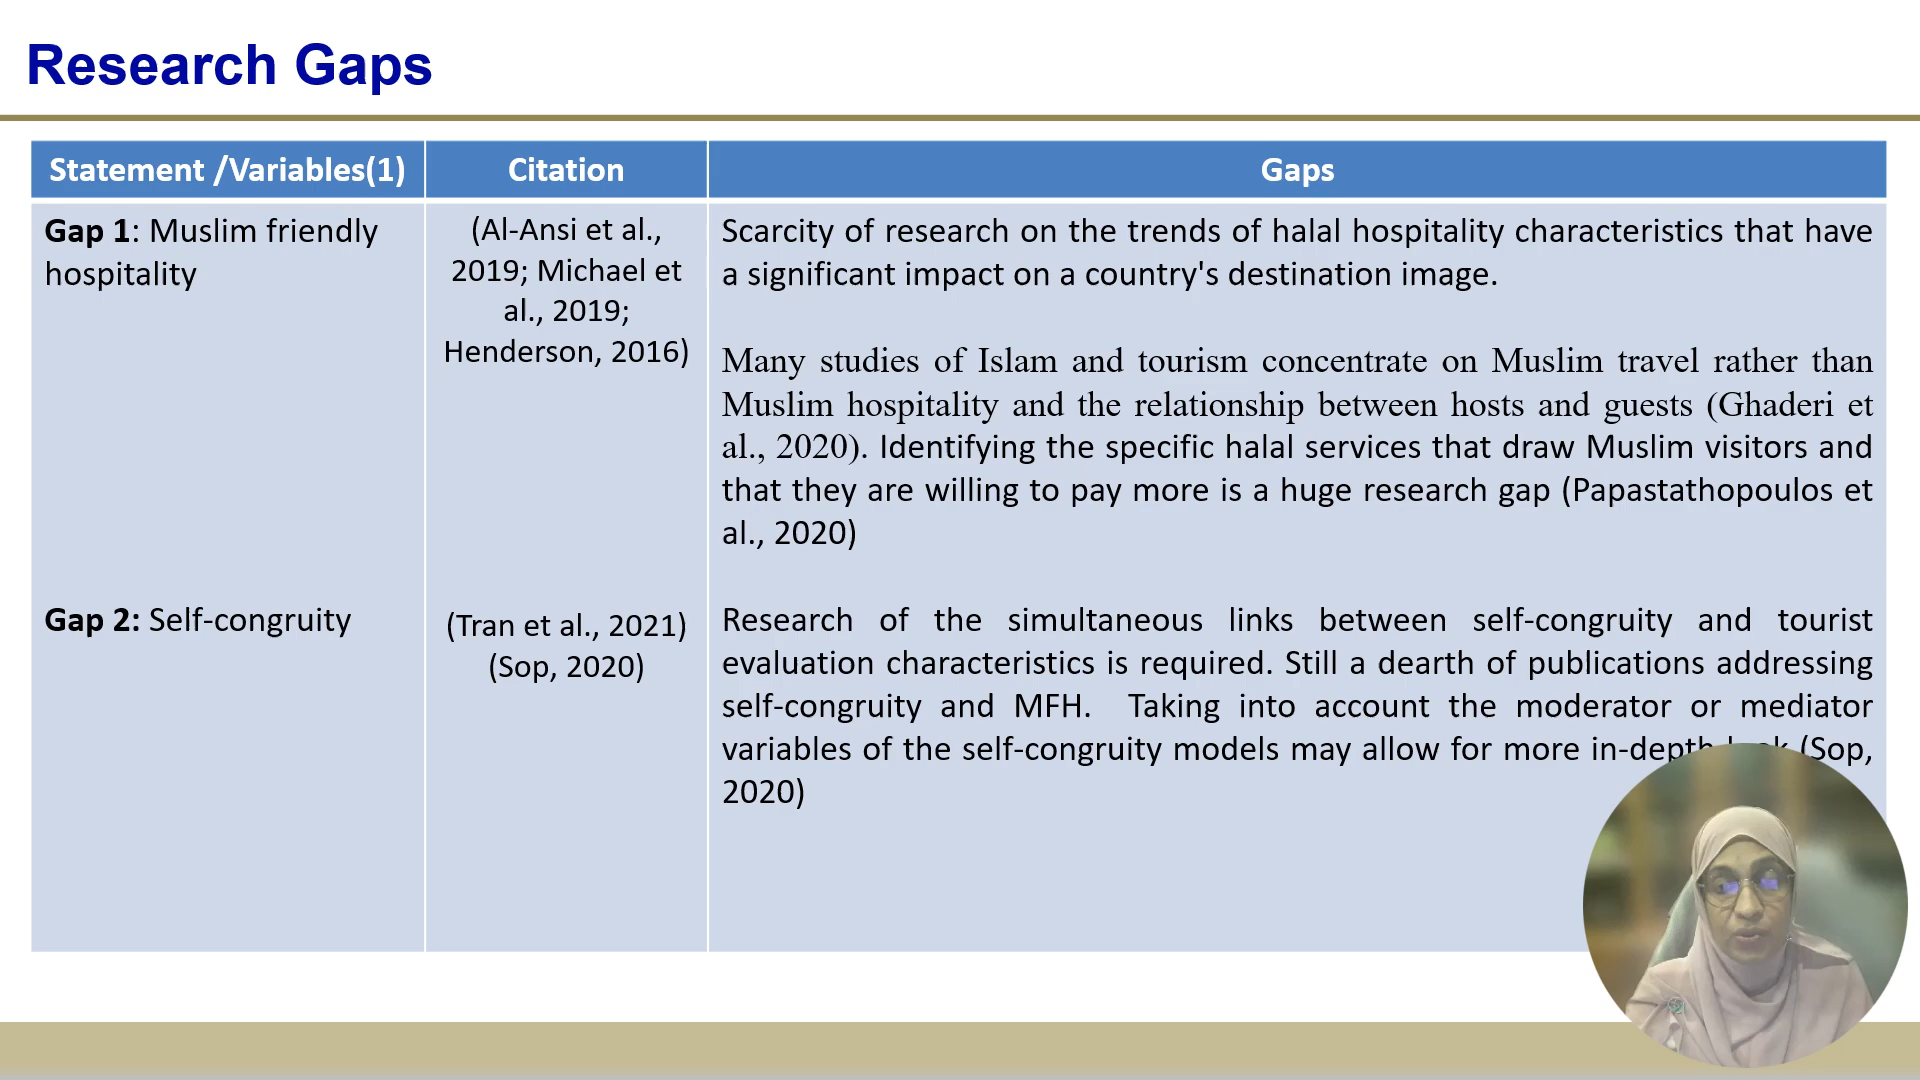 Research Gaps
Statement /Variables(1)
Citation
Gaps
Gap 1: Muslim friendly
hospitality
(Al-Ansi et al.,
2019; Michael et
al., 2019;
Henderson, 2016)
Scarcity of research on the trends of halal hospitality characteristics that have
a significant impact on a country's destination image.
Many studies of Islam and tourism concentrate on Muslim travel rather than
Muslim hospitality and the relationship between hosts and guests (Ghaderi et
al., 2020). Identifying the specific halal services that draw Muslim visitors and
that they are willing to pay more is a huge research gap (Papastathopoulos et
al., 2020)
Gap 2: Self-congruity
(Tran et al., 2021)
(Sop, 2020)
Research of the simultaneous links between self-congruity and tourist
evaluation characteristics is required. Still a dearth of publications addressing
self-congruity and MFH. Taking into account the moderator or mediator
variables of the self-congruity models may allow for more in-depth (Sop,
2020)